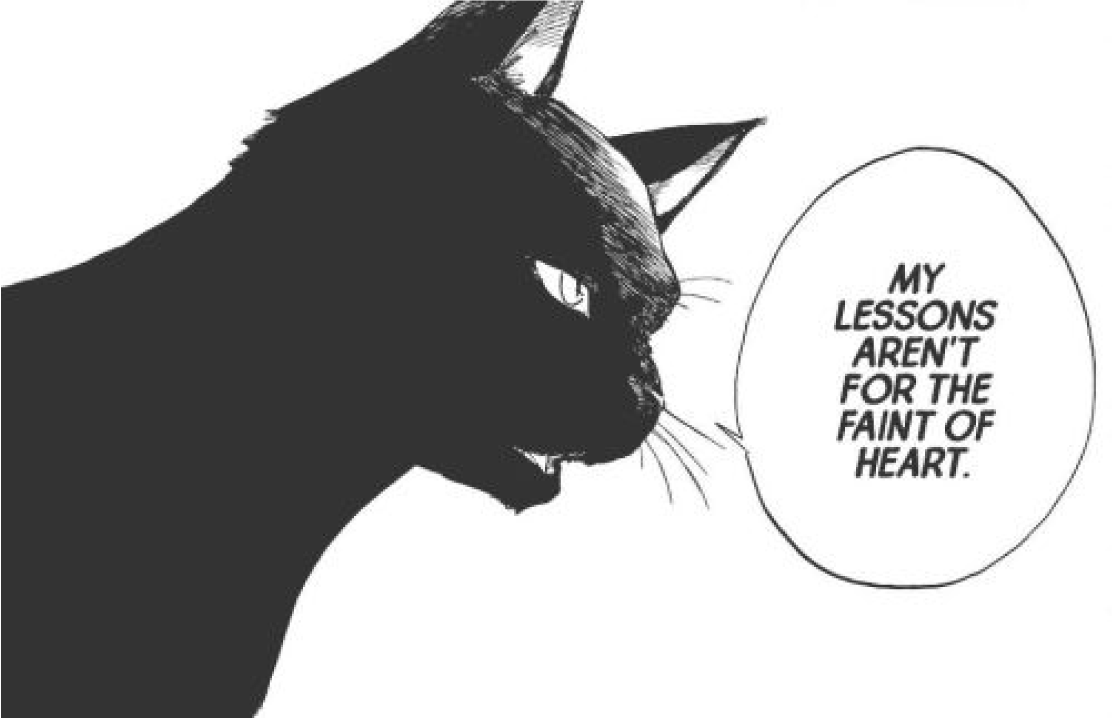 MY
LESSONS
AREN'T
FOR THE
FAINT OF
HEART.